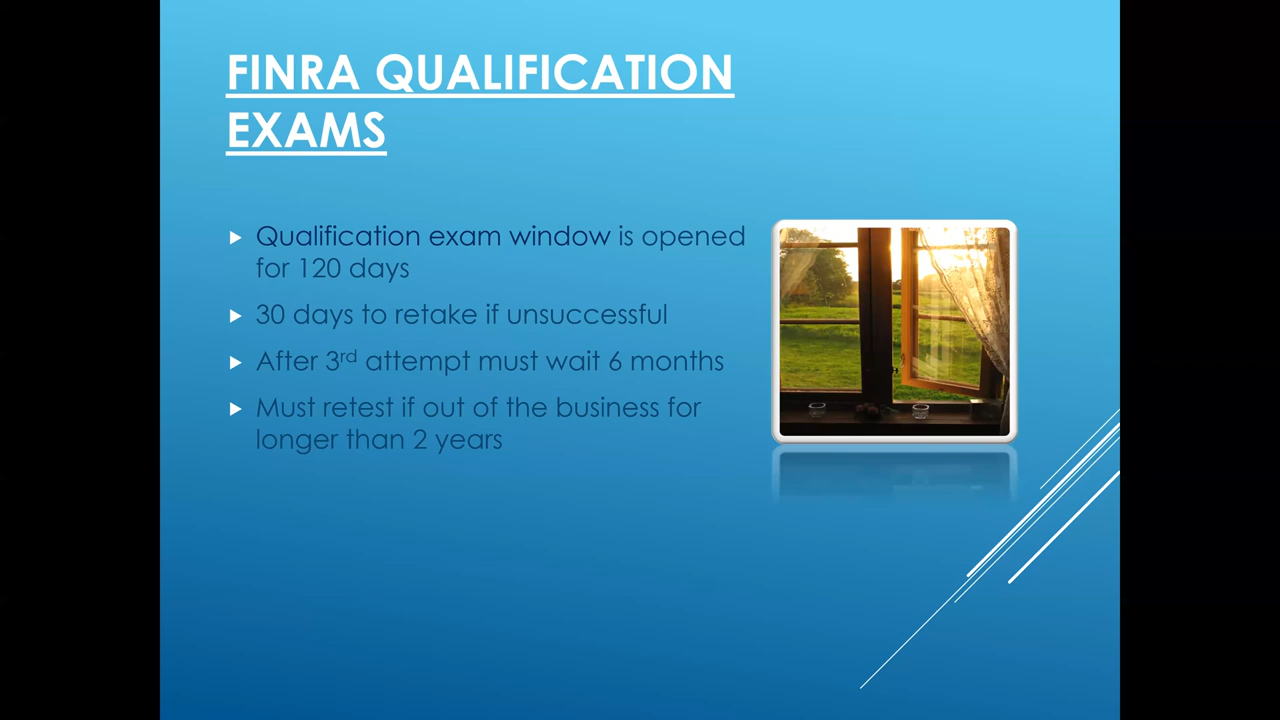 FINRA QUALIFICATION
EXAMS
Qualification exam window is opened
for 120 days
30 days to retake if unsuccessful
After 3rd attempt must wait 6 months
Must retest if out of the business for
longer than 2 years